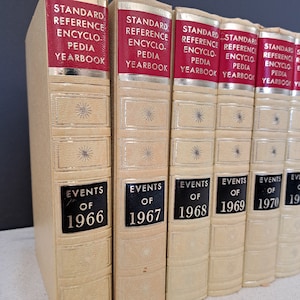 STANDARD
REFERENCE
ENCYCLO-
PEDIA
YEARBOOK
EVENTS
OF
1966
STANDARD
REFERENCE
ENCYCLO-
PEDIA
YEARBOOK
EVENTS
OF
1967
STANDARD
REFERENCE
ENCYCLO-
PEDIA
YEARBOOK
EVENTS
OF
1968
STANDARD
REFERENCE
ENCYCLO-
PEDIA
YEARBOOK
EVENTS
OF
1969
STANDARD
REFERENCE
ENCYCLO-
PEDIA
YEARBOOK
EVENTS
OF
1970